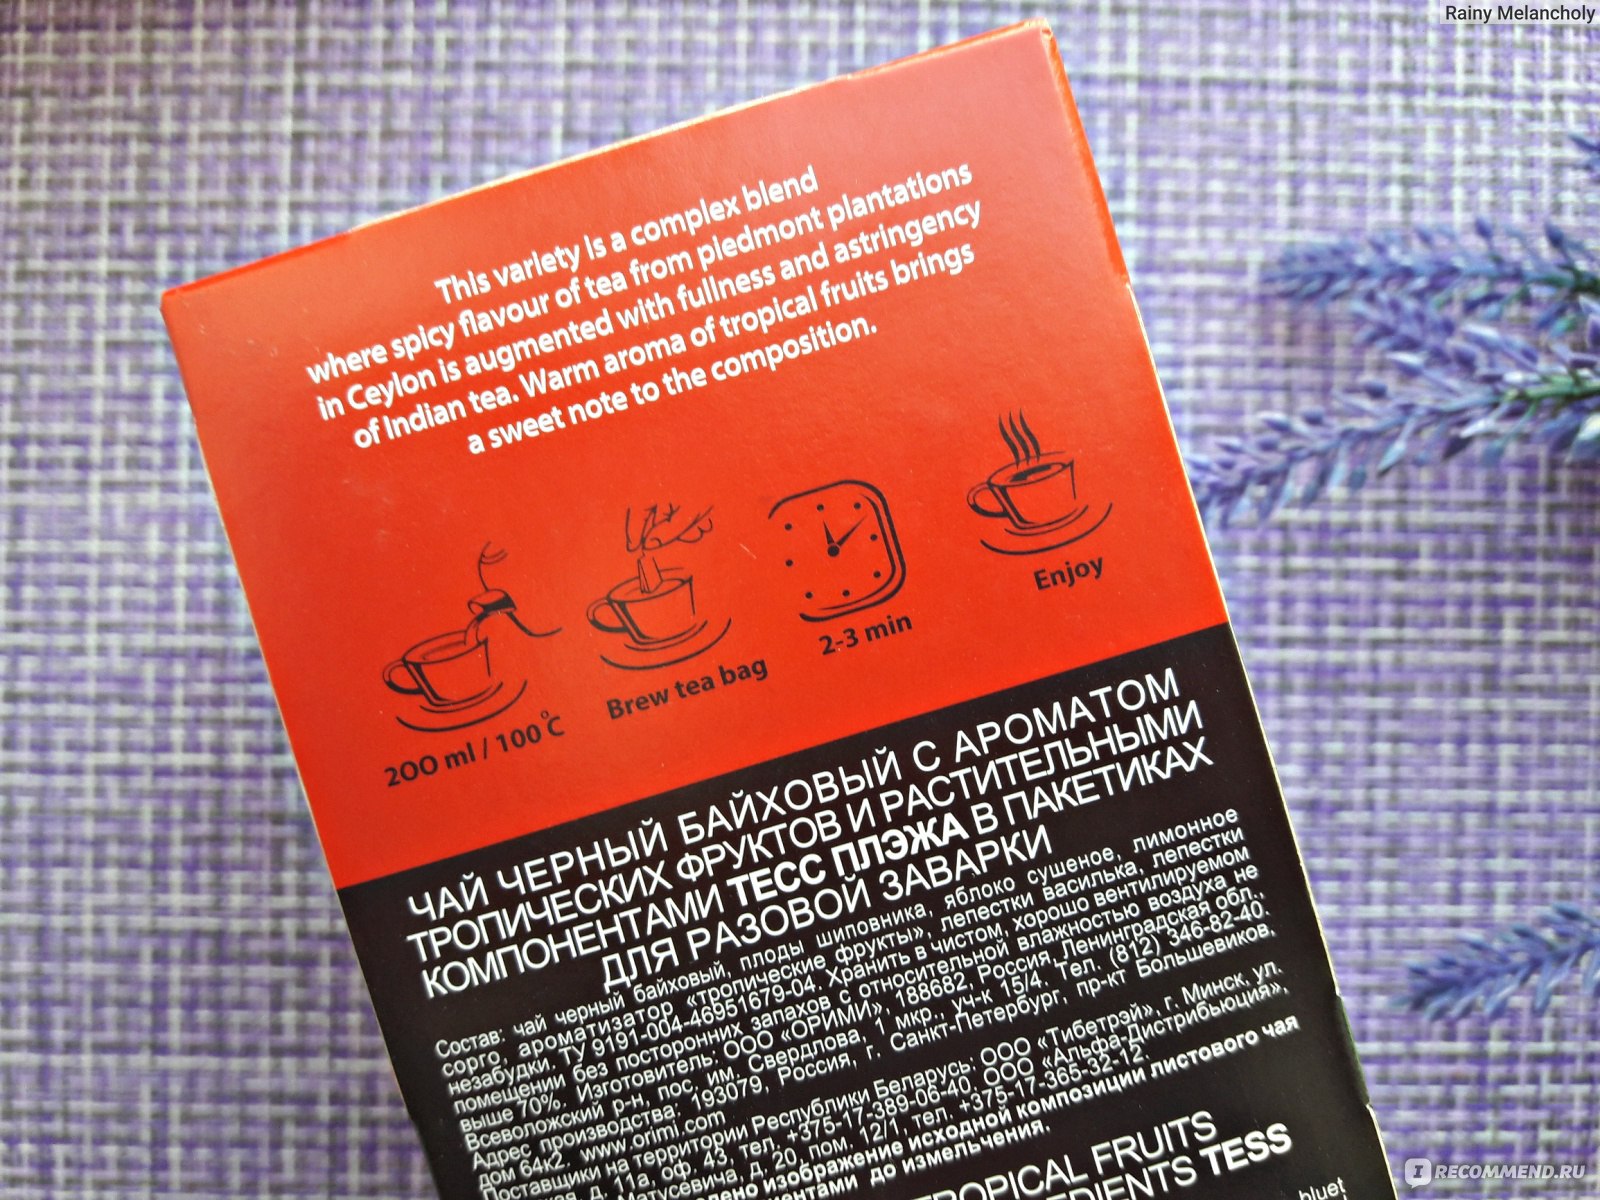 Rainy Melancholy
This variety is a complex blend
where spicy flavour of tea from piedmont plantations
in Ceylon is augmented with fullness and astringency
of Indian tea. Warm aroma of tropical fruits brings
a sweet note to the composition.
200 ml / 100°C
Brew tea bag
2-3 min
Enjoy
ЧАЙ ЧЕРНЫЙ БАЙХОВЫЙ С АРОМАТОМ
ТРОПИЧЕСКИХ ФРУКТОВ И РАСТИТЕЛЬНЫМИ
КОМПОНЕНТАМИ ТЕСС ПЛЭЖА В ПАКЕТИКАХ
ДЛЯ РАЗОВОЙ ЗАВАРКИ
Состав: чай черный байховый, плоды шиповника, яблоко сушеное, лимонное
сорго, ароматизатор «тропические фрукты», лепестки василька, лепестки
незабудки. ТУ 9191-004-46951679-04. Хранить в чистом, хорошо вентилируемом
помещении без посторонних запахов с относительной влажностью воздуха не
выше 70%. Изготовитель: ООО «ОРИМИ», 188682, Россия, Ленинградская обл.,
Всеволожский р-н, пос. им. Свердлова, 1 мкр., уч-к 15/4. Тел. (812) 346-82-40.
Адрес производства: 193079, Россия, г. Санкт-Петербург, пр-кт Большевиков,
дом 64к2. www.orimi.com
Поставщики на территории Республики Беларусь: ООО «Тибетрэй», г. Минск, ул.
д. 11а, оф. 43, тел. +375-17-389-06-40, ООО «Альфа-Дистрибьюция»,
Матусевича, д. 20, пом. 12/1, тел. +375-17-365-32-12.
изображение исходной композиции листового чая
до измельчения.
TROPICAL FRUITS
TESS
bluet
IRECOMMEND.RU